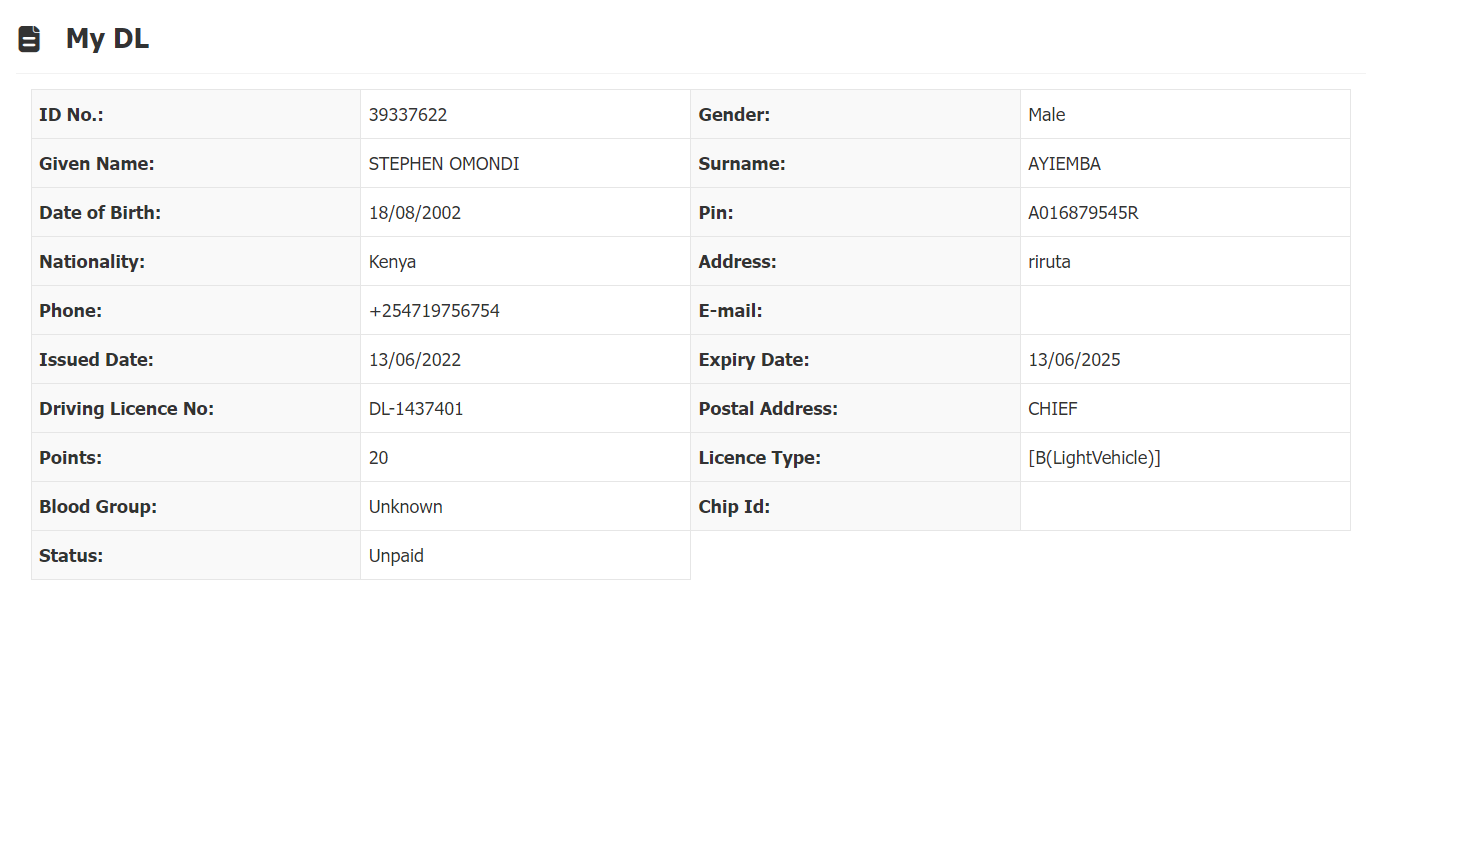 My DL
ID No.: 39337622 Gender: Male
Given Name: STEPHEN OMONDI Surname: AYIEMBA
Date of Birth: 18/08/2002 Pin: A016879545R
Nationality: Kenya Address: riruta
Phone: +254719756754 E-mail:
Issued Date: 13/06/2022 Expiry Date: 13/06/2025
Driving Licence No: DL-1437401 Postal Address: CHIEF
Points: 20 Licence Type: [B(LightVehicle)]
Blood Group: Unknown Chip Id:
Status: Unpaid